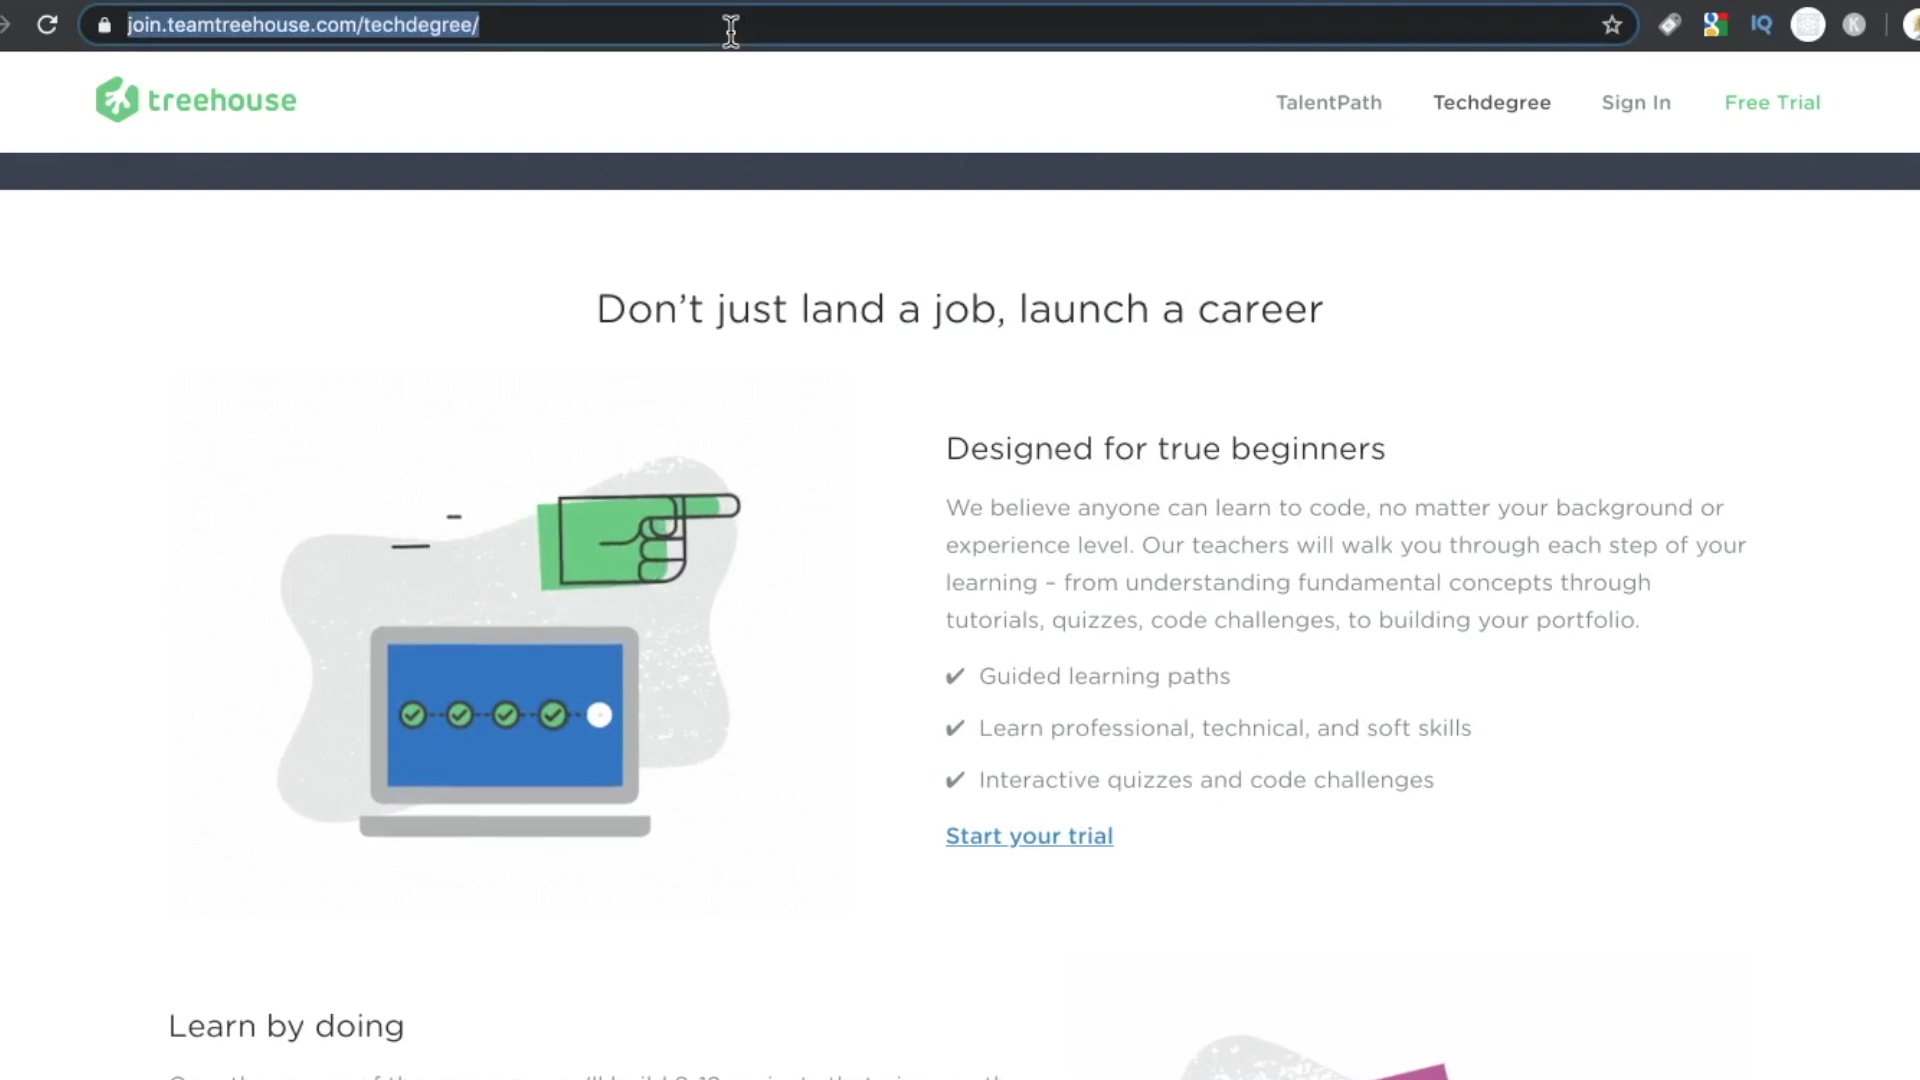 join.teamtreehouse.com/techdegree/
IQ
K
treehouse
TalentPath
Techdegree
Sign In
Free Trial
Don’t just land a job, launch a career
Designed for true beginners
We believe anyone can learn to code, no matter your background or
experience level. Our teachers will walk you through each step of your
learning – from understanding fundamental concepts through
tutorials, quizzes, code challenges, to building your portfolio.
✔ Guided learning paths
✔ Learn professional, technical, and soft skills
✔ Interactive quizzes and code challenges
Start your trial
Learn by doing